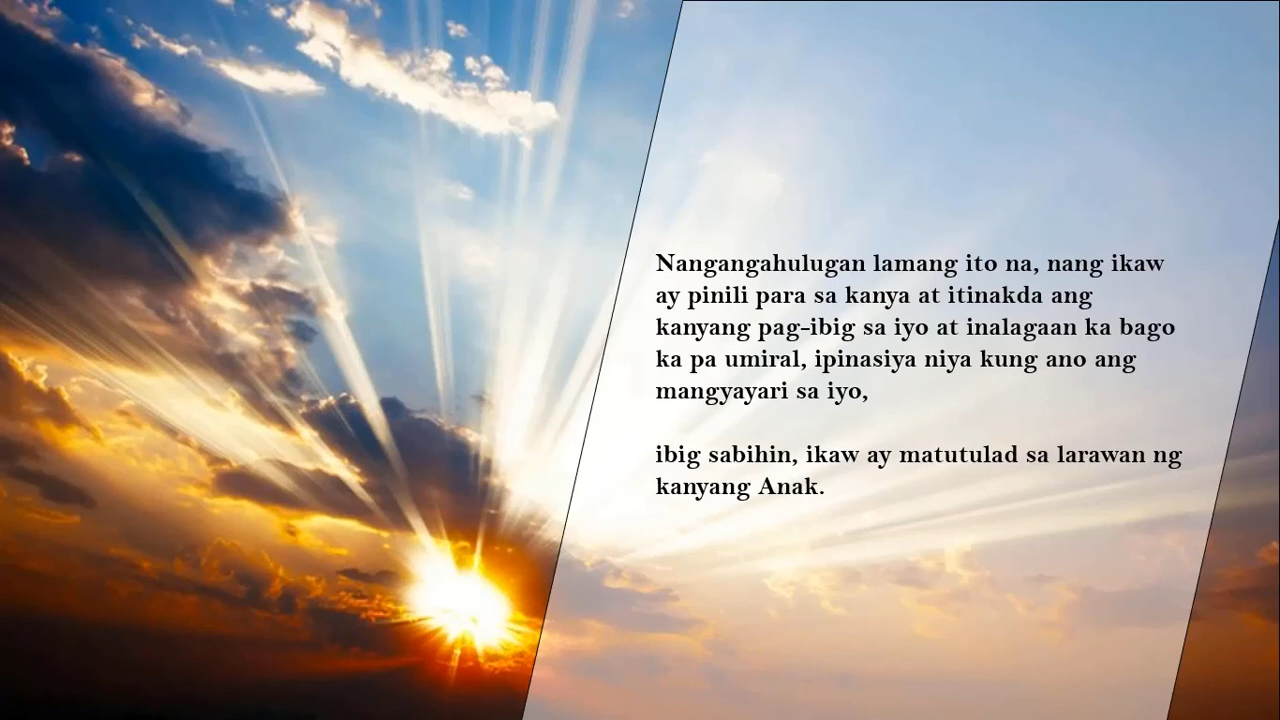 Nangangahulugan lamang ito na, nang ikaw
ay pinili para sa kanya at itinakda ang
kanyang pag-ibig sa iyo at inalagaan ka bago
ka pa umiral, ipinasiya niya kung ano ang
mangyayari sa iyo,
ibig sabihin, ikaw ay matutulad sa larawan ng
kanyang Anak.